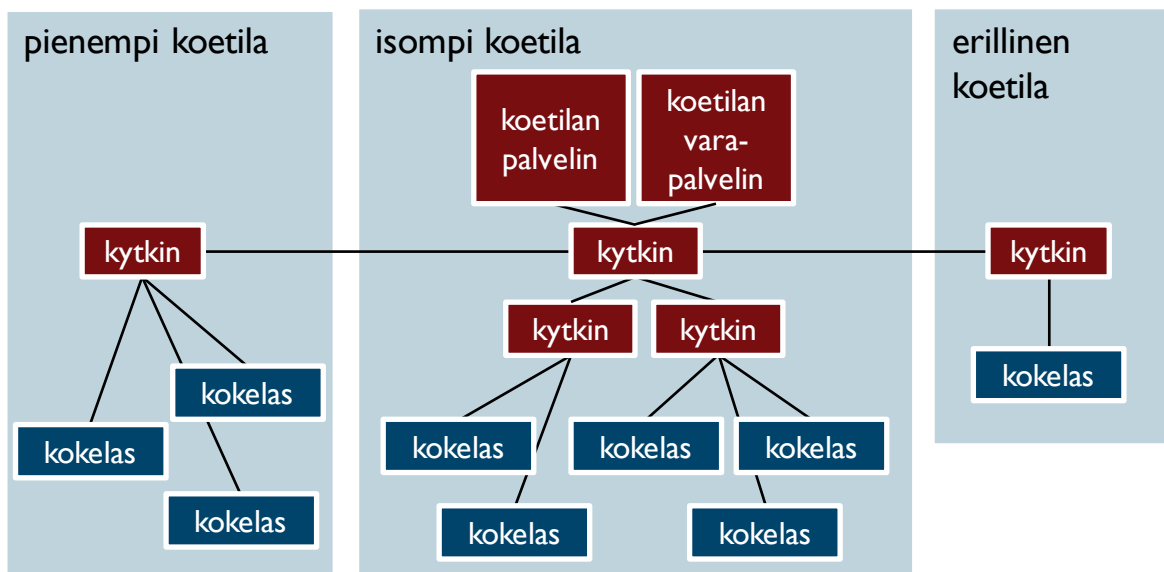 pienempi koetila
kytkin
kokelas
kokelas
kokelas
isompi koetila
koetilan
palvelin
koetilan
vara-
palvelin
kytkin
kytkin
kytkin
kokelas
kokelas
kokelas
kokelas
kokelas
erillinen
koetila
kytkin
kokelas